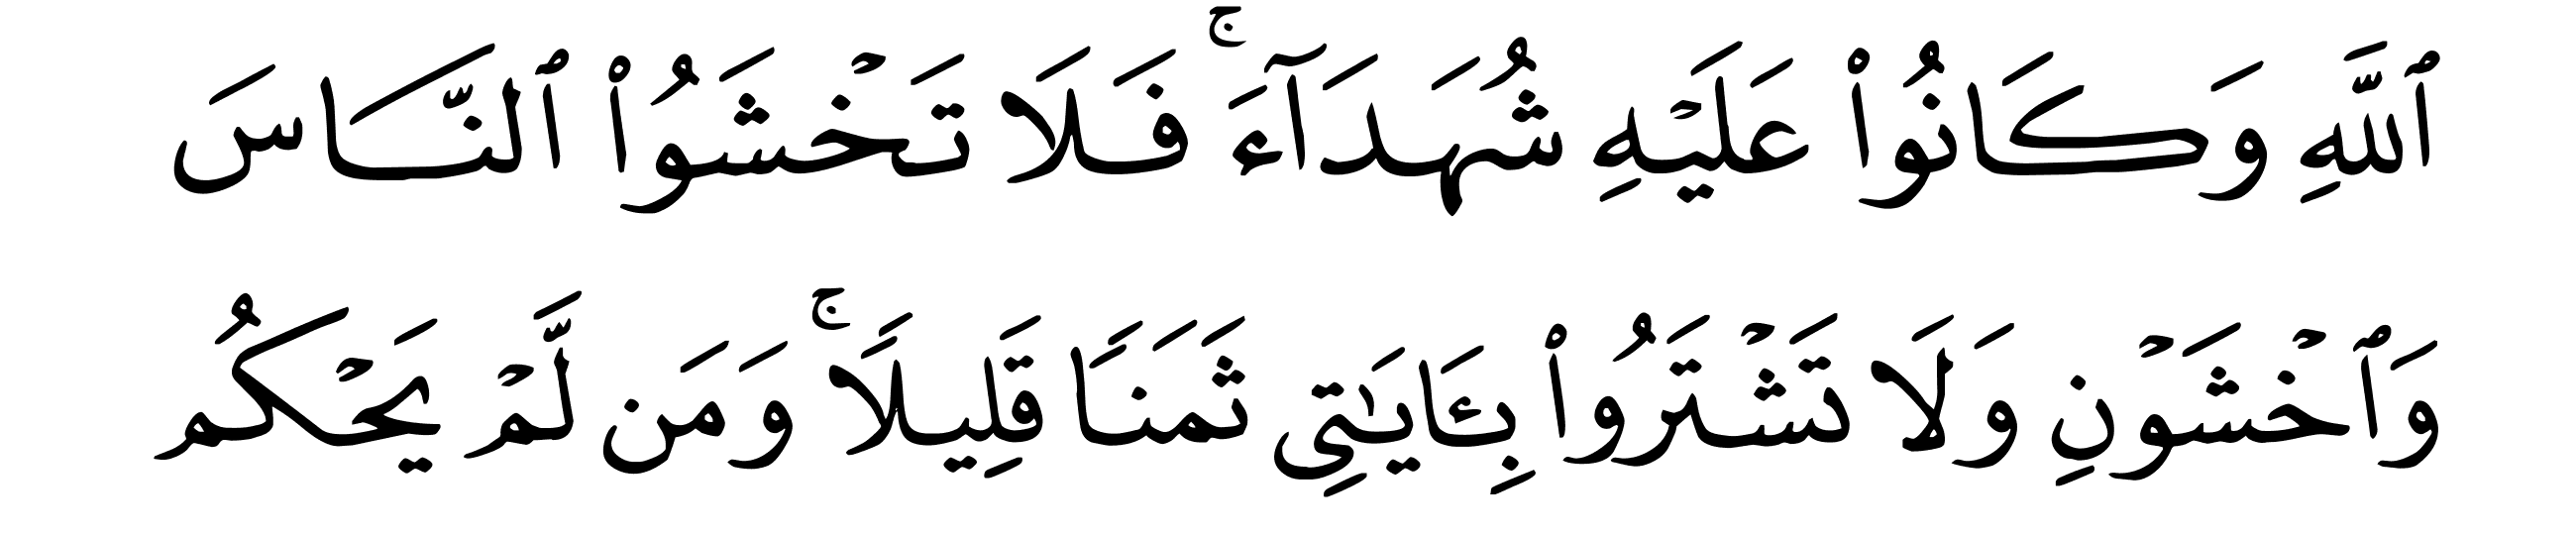 ٱللَّهِ وَكَانُوا۟ عَلَيْهِ شُهَدَآءَ ۚ فَلَا تَخْشَوُا۟ ٱلنَّاسَ
وَٱخْشَوْنِ وَلَا تَشْتَرُوا۟ بِـَٔايَـٰتِى ثَمَنًا قَلِيلًا ۚ وَمَن لَّمْ يَحْكُم